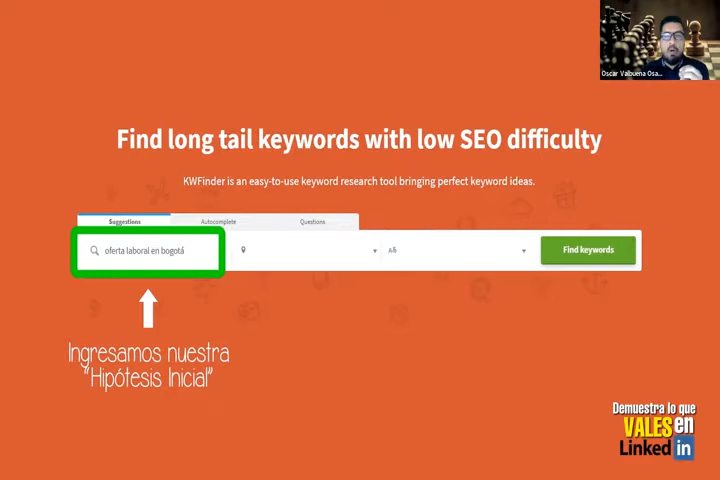 Oscar Valbuena Osa...
Find long tail keywords with low SEO difficulty
KWFinder is an easy-to-use keyword research tool bringing perfect keyword ideas.
Suggestions
Autocomplete
Questions
oferta laboral en bogotá
Find keywords
Ingresamos nuestra
"Hipótesis Inicial"
Demuestra lo que
VALES en
Linked in